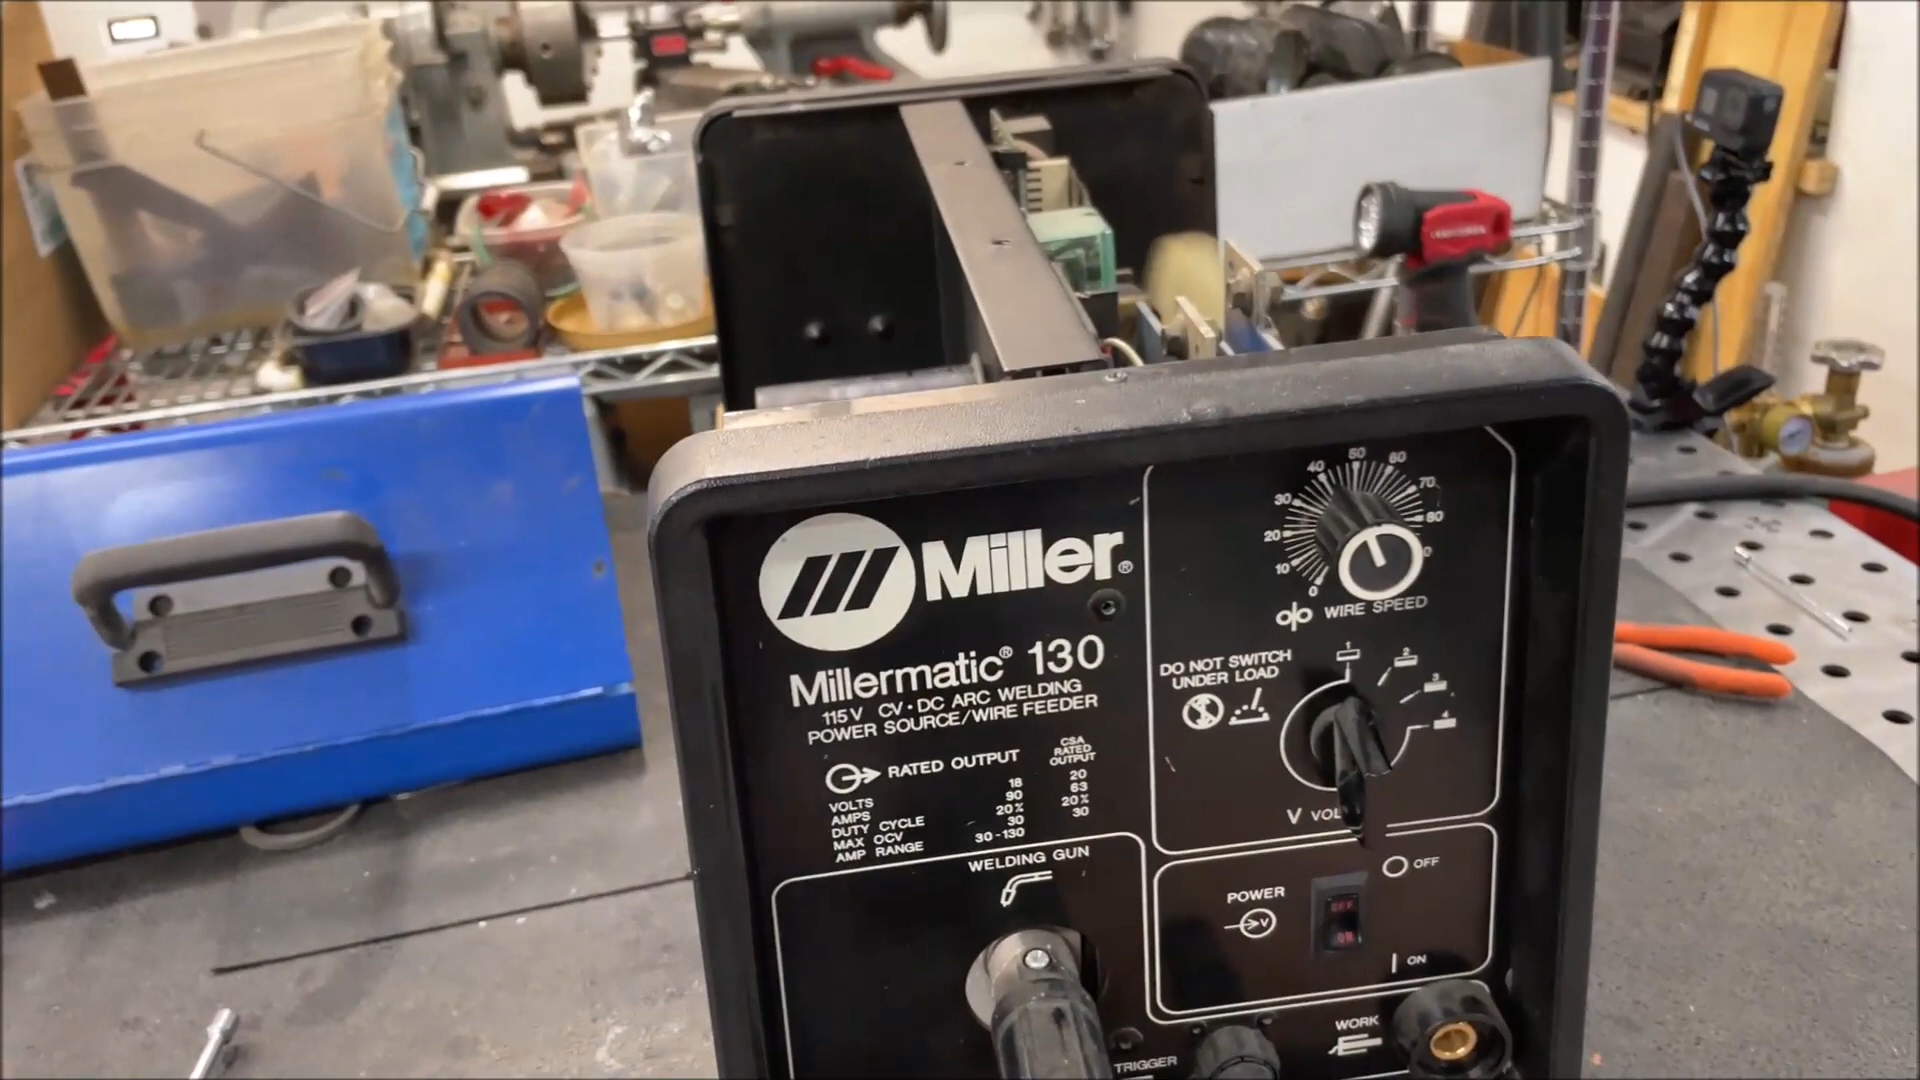 Miller®
Millermatic® 130
115V CV · DC ARC WELDING
POWER SOURCE/WIRE FEEDER
RATED OUTPUT
CSA
RATED
OUTPUT
VOLTS 18 20
AMPS 90 63
DUTY CYCLE 20% 20%
MAX OCV 30 30
AMP RANGE 30-130
WELDING GUN
TRIGGER
0 10 20 30 40 50 60 70 80
WIRE SPEED
DO NOT SWITCH
UNDER LOAD
1 2 3 4
V
POWER
V
OFF
OFF
ON
ON
WORK